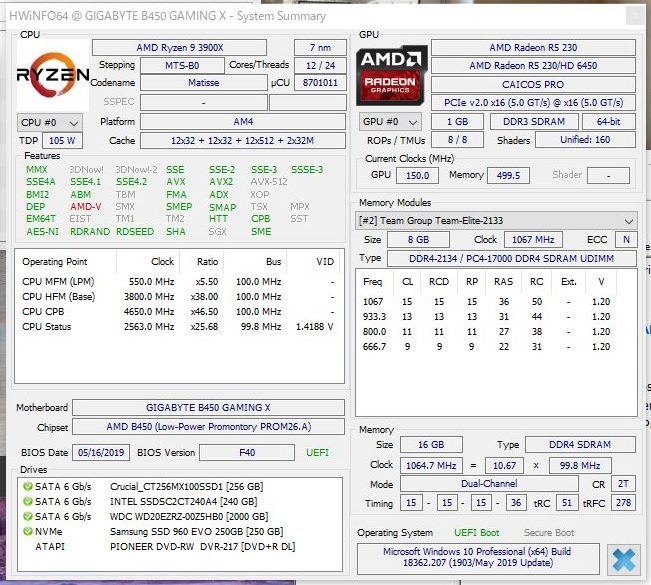 HWiNFO64 @ GIGABYTE B450 GAMING X - System Summary
CPU
RYZEN
AMD Ryzen 9 3900X 7 nm
Stepping MTS-B0 Cores/Threads 12 / 24
Codename Matisse µCU 8701011
SSPEC -
CPU #0 Platform AM4
TDP 105 W Cache 12x32 + 12x32 + 12x512 + 2x32M
Features
MMX 3DNow! 3DNow!-2 SSE SSE-2 SSE-3 SSSE-3
SSE4A SSE4.1 SSE4.2 AVX AVX2 AVX-512
BMI2 ABM TBM FMA ADX XOP
DEP AMD-V SMX SMEP SMAP TSX MPX
EM64T EIST TM1 TM2 HTT CPB SST
AES-NI RDRAND RDSEED SHA SGX SME
Operating Point Clock Ratio Bus VID
CPU MFM (LPM) 550.0 MHz x5.50 100.0 MHz -
CPU HFM (Base) 3800.0 MHz x38.00 100.0 MHz -
CPU CPB 4650.0 MHz x46.50 100.0 MHz -
CPU Status 2563.0 MHz x25.68 99.8 MHz 1.4188 V
Motherboard GIGABYTE B450 GAMING X
Chipset AMD B450 (Low-Power Promontory PROM26.A)
BIOS Date 05/16/2019 BIOS Version F40 UEFI
Drives
SATA 6 Gb/s Crucial_CT256MX100SSD1 [256 GB]
SATA 6 Gb/s INTEL SSDSC2CT240A4 [240 GB]
SATA 6 Gb/s WDC WD20EZRZ-00Z5HB0 [2000 GB]
NVMe Samsung SSD 960 EVO 250GB [250 GB]
ATAPI PIONEER DVD-RW DVR-217 [DVD+R DL]
GPU
AMD
RADEON
GRAPHICS
AMD Radeon R5 230
AMD Radeon R5 230/HD 6450
CAICOS PRO
PCIe v2.0 x16 (5.0 GT/s) @ x16 (5.0 GT/s)
GPU #0 1 GB DDR3 SDRAM 64-bit
ROPs / TMUs 8 / 8 Shaders Unified: 160
Current Clocks (MHz)
GPU 150.0 Memory 499.5 Shader -
Memory Modules
[#2] Team Group Team-Elite-2133
Size 8 GB Clock 1067 MHz ECC N
Type DDR4-2134 / PC4-17000 DDR4 SDRAM UDIMM
Freq CL RCD RP RAS RC Ext. V
1067 15 15 15 36 50 - 1.20
933.3 13 13 13 31 44 - 1.20
800.0 11 11 11 27 38 - 1.20
666.7 9 9 9 22 31 - 1.20
Memory
Size 16 GB Type DDR4 SDRAM
Clock 1064.7 MHz = 10.67 x 99.8 MHz
Mode Dual-Channel CR 2T
Timing 15 - 15 - 15 - 36 tRC 51 tRFC 278
Operating System UEFI Boot Secure Boot
Microsoft Windows 10 Professional (x64) Build
18362.207 (1903/May 2019 Update)